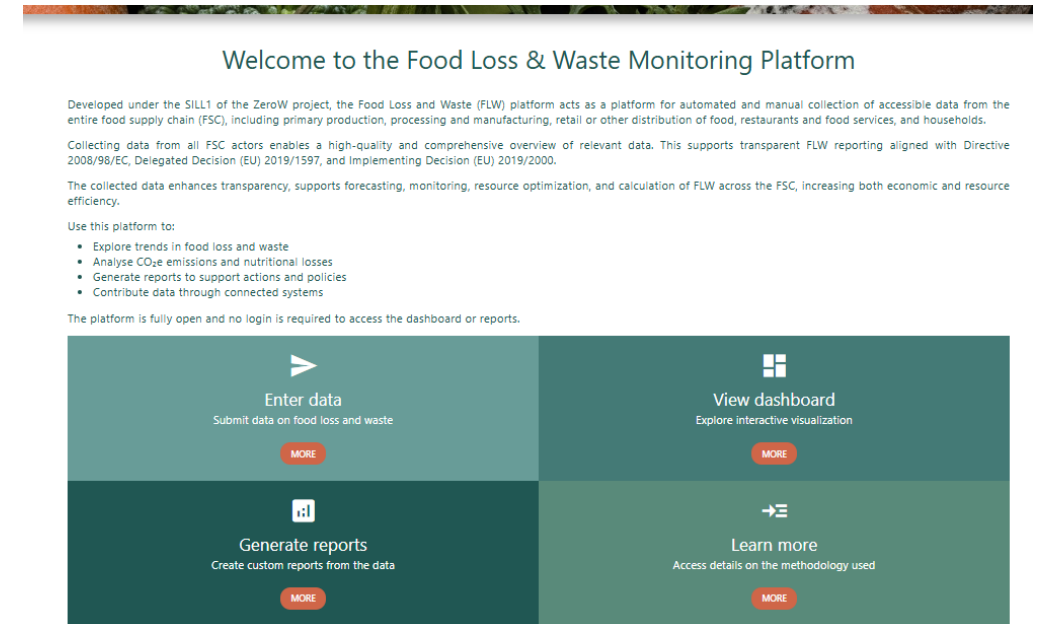 Welcome to the Food Loss & Waste Monitoring Platform
Developed under the SILL1 of the ZeroW project, the Food Loss and Waste (FLW) platform acts as a platform for automated and manual collection of accessible data from the
entire food supply chain (FSC), including primary production, processing and manufacturing, retail or other distribution of food, restaurants and food services, and households.
Collecting data from all FSC actors enables a high-quality and comprehensive overview of relevant data. This supports transparent FLW reporting aligned with Directive
2008/98/EC, Delegated Decision (EU) 2019/1597, and Implementing Decision (EU) 2019/2000.
The collected data enhances transparency, supports forecasting, monitoring, resource optimization, and calculation of FLW across the FSC, increasing both economic and resource
efficiency.
Use this platform to:
• Explore trends in food loss and waste
• Analyse CO₂e emissions and nutritional losses
• Generate reports to support actions and policies
• Contribute data through connected systems
The platform is fully open and no login is required to access the dashboard or reports.
Enter data
Submit data on food loss and waste
MORE
View dashboard
Explore interactive visualization
MORE
Generate reports
Create custom reports from the data
MORE
Learn more
Access details on the methodology used
MORE